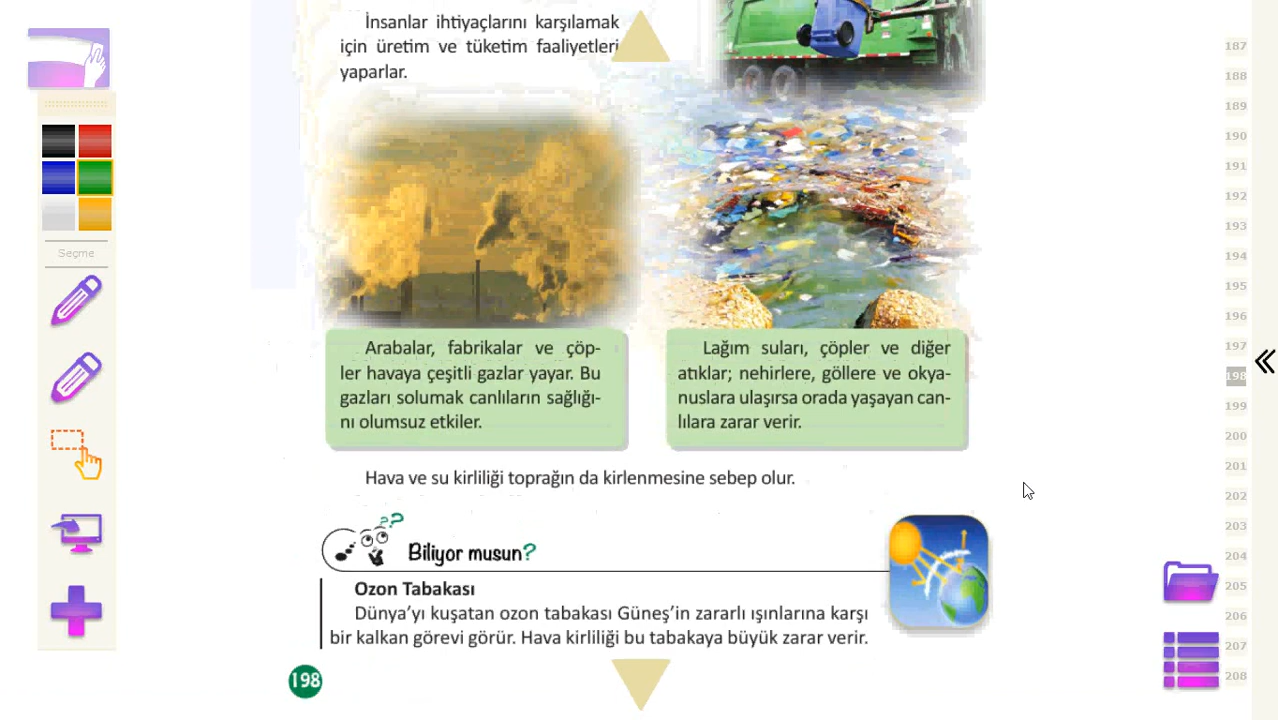 İnsanlar ihtiyaçlarını karşılamak
için üretim ve tüketim faaliyetleri
yaparlar.
Seçme
Arabalar, fabrikalar ve çöp-
ler havaya çeşitli gazlar yayar. Bu
gazları solumak canlıların sağlığı-
nı olumsuz etkiler.
Lağım suları, çöpler ve diğer
atıklar; nehirlere, göllere ve okya-
nuslara ulaşırsa orada yaşayan can-
lılara zarar verir.
Hava ve su kirliliği toprağın da kirlenmesine sebep olur.
??
Biliyor musun?
Ozon Tabakası
Dünya'yı kuşatan ozon tabakası Güneş'in zararlı ışınlarına karşı
bir kalkan görevi görür. Hava kirliliği bu tabakaya büyük zarar verir.
198
187
188
189
190
191
192
193
194
195
196
197
198
199
200
201
202
203
204
205
206
207
208